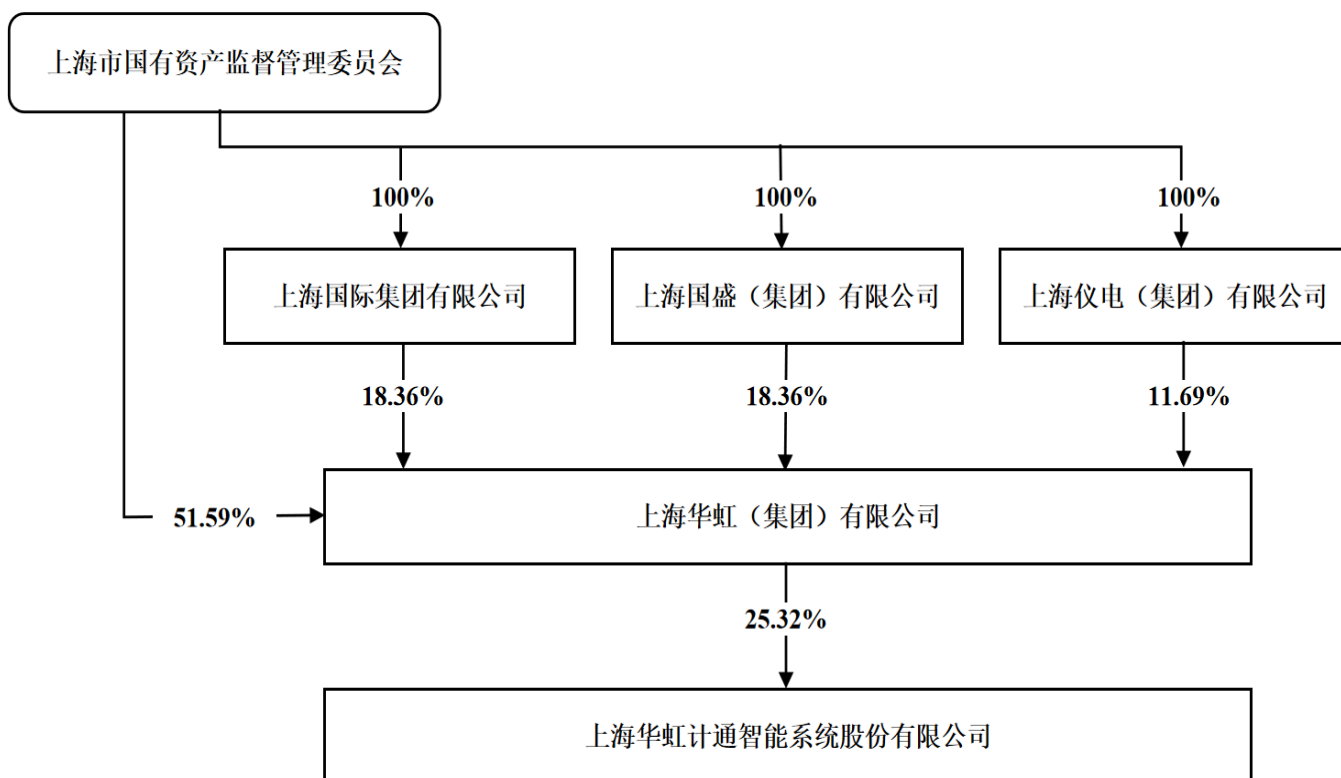 上海市国有资产监督管理委员会
100%
100%
100%
上海国际集团有限公司
上海国盛（集团）有限公司
上海仪电（集团）有限公司
18.36%
18.36%
11.69%
51.59%
上海华虹（集团）有限公司
25.32%
上海华虹计通智能系统股份有限公司